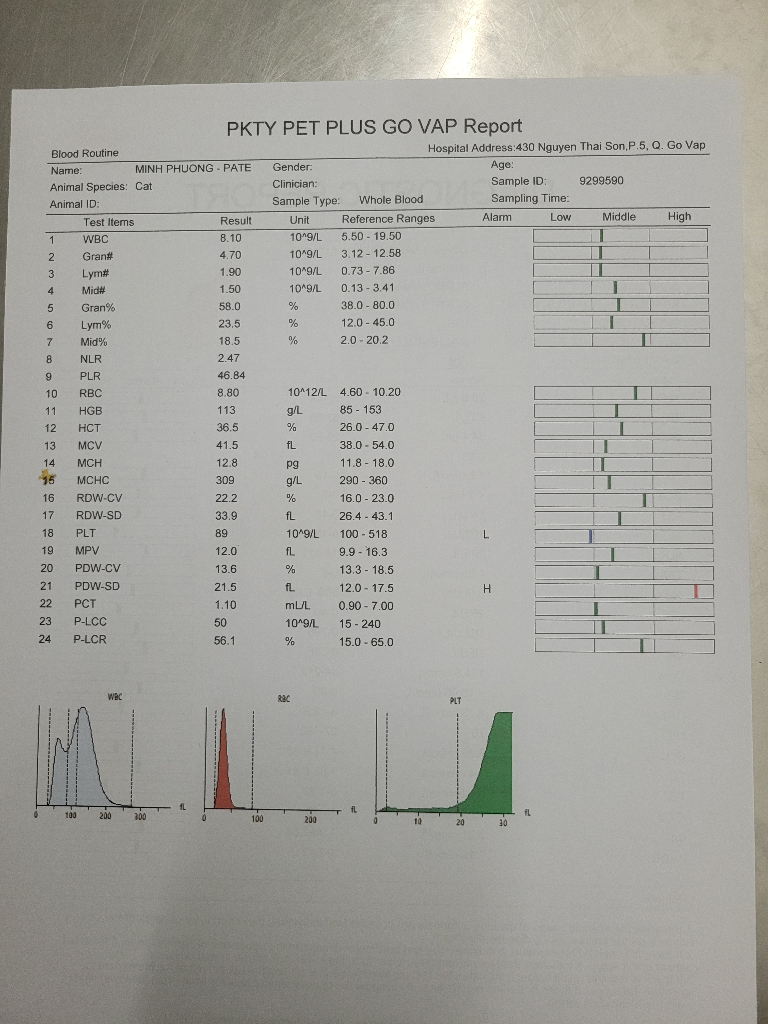 PKTY PET PLUS GO VAP Report
Blood Routine Hospital Address:430 Nguyen Thai Son,P.5, Q. Go Vap
Name: MINH PHUONG - PATE Gender: Age:
Animal Species: Cat Clinician: Sample ID: 9299590
Animal ID: Sample Type: Whole Blood Sampling Time:
Test Items Result Unit Reference Ranges Alarm Low Middle High
1 WBC 8.10 10^9/L 5.50 - 19.50
2 Gran# 4.70 10^9/L 3.12 - 12.58
3 Lym# 1.90 10^9/L 0.73 - 7.86
4 Mid# 1.50 10^9/L 0.13 - 3.41
5 Gran% 58.0 % 38.0 - 80.0
6 Lym% 23.5 % 12.0 - 45.0
7 Mid% 18.5 % 2.0 - 20.2
8 NLR 2.47
9 PLR 46.84
10 RBC 8.80 10^12/L 4.60 - 10.20
11 HGB 113 g/L 85 - 153
12 HCT 36.5 % 26.0 - 47.0
13 MCV 41.5 fL 38.0 - 54.0
14 MCH 12.8 pg 11.8 - 18.0
15 MCHC 309 g/L 290 - 360
16 RDW-CV 22.2 % 16.0 - 23.0
17 RDW-SD 33.9 fL 26.4 - 43.1
18 PLT 89 10^9/L 100 - 518 L
19 MPV 12.0 fL 9.9 - 16.3
20 PDW-CV 13.6 % 13.3 - 18.5
21 PDW-SD 21.5 fL 12.0 - 17.5 H
22 PCT 1.10 mL/L 0.90 - 7.00
23 P-LCC 50 10^9/L 15 - 240
24 P-LCR 56.1 % 15.0 - 65.0
WBC RBC PLT
fL fL fL
0 100 200 300 0 100 200 0 10 20 30